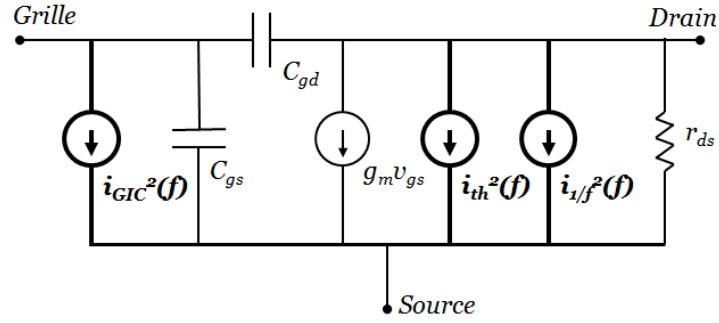 Grille
Drain
C_gd
r_ds
C_gs
i_GIC²(f)
g_m v_gs
i_th²(f)
i_1/f²(f)
Source